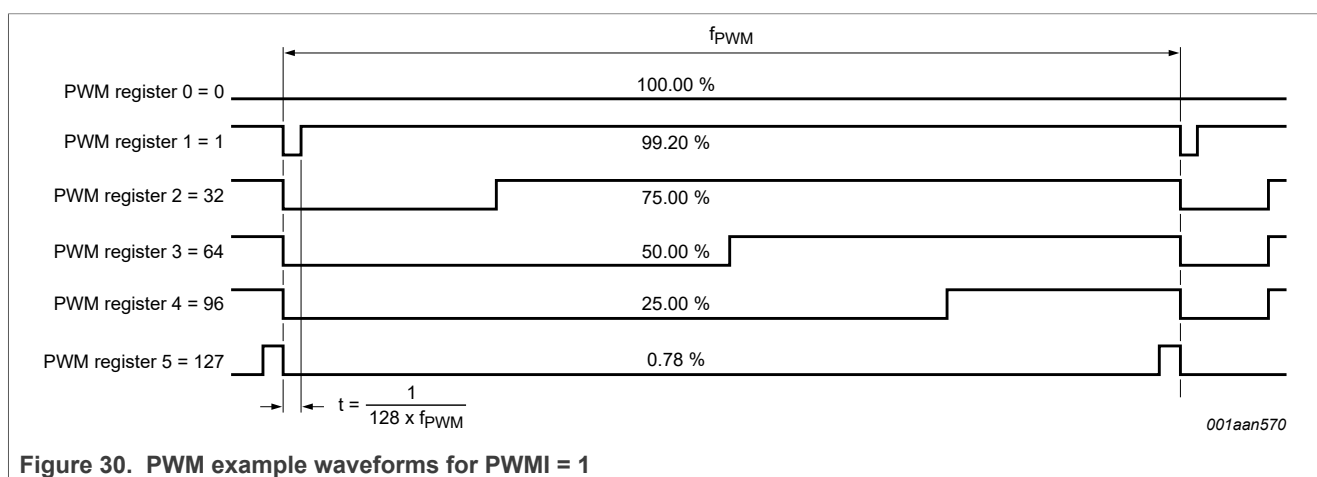 fPWM
PWM register 0 = 0
100.00 %
PWM register 1 = 1
99.20 %
PWM register 2 = 32
75.00 %
PWM register 3 = 64
50.00 %
PWM register 4 = 96
25.00 %
PWM register 5 = 127
0.78 %
t = 1
128 x fPWM
001aan570
Figure 30. PWM example waveforms for PWMI = 1